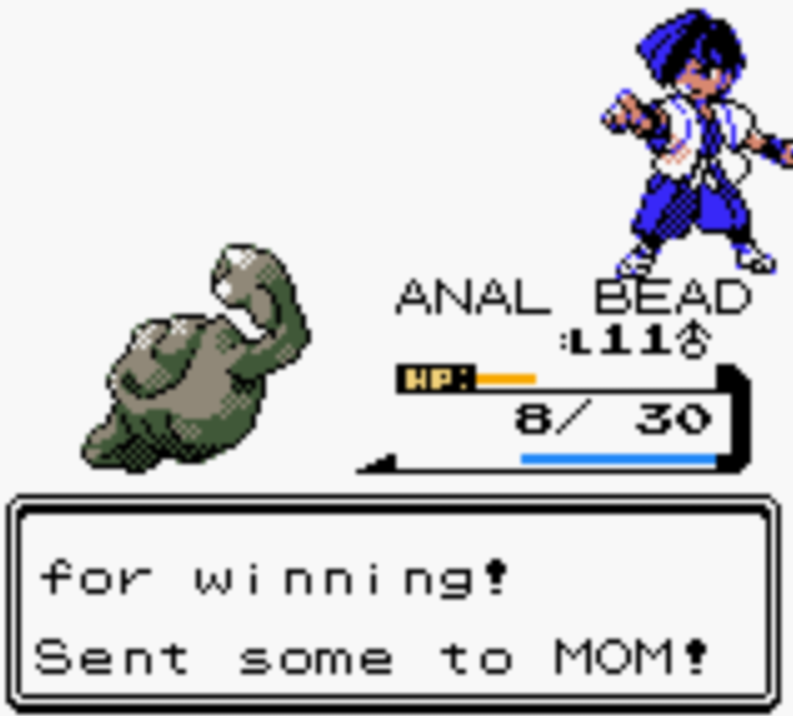 ANAL BEAD
:L11♂
HP:
8/ 30
for winning!
Sent some to MOM!